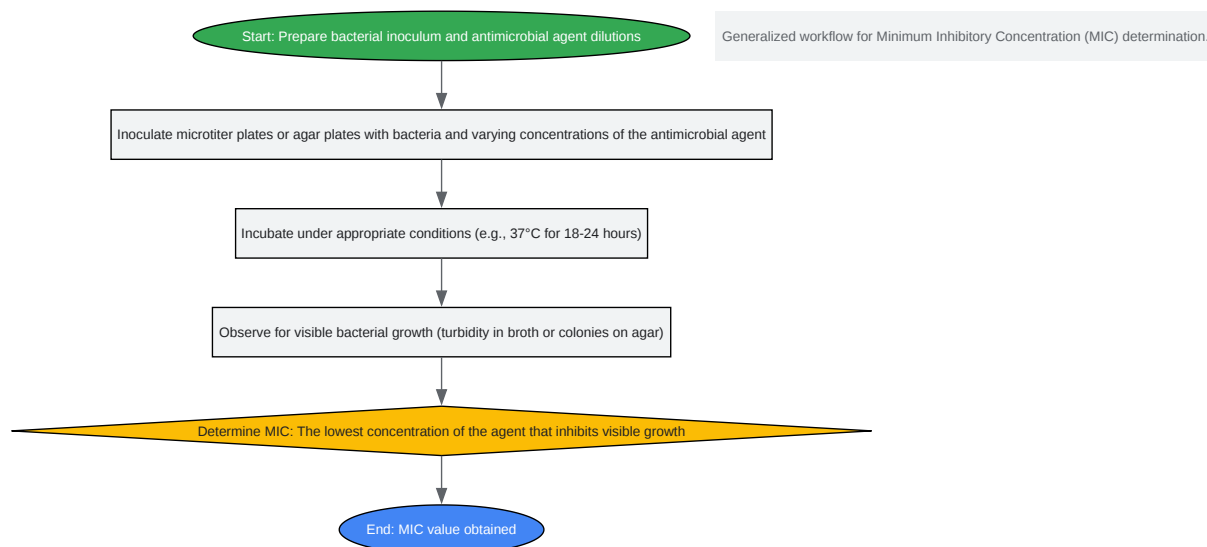 Start: Prepare bacterial inoculum and antimicrobial agent dilutions
Generalized workflow for Minimum Inhibitory Concentration (MIC) determination.
Inoculate microtiter plates or agar plates with bacteria and varying concentrations of the antimicrobial agent
Incubate under appropriate conditions (e.g., 37°C for 18-24 hours)
Observe for visible bacterial growth (turbidity in broth or colonies on agar)
Determine MIC: The lowest concentration of the agent that inhibits visible growth
End: MIC value obtained